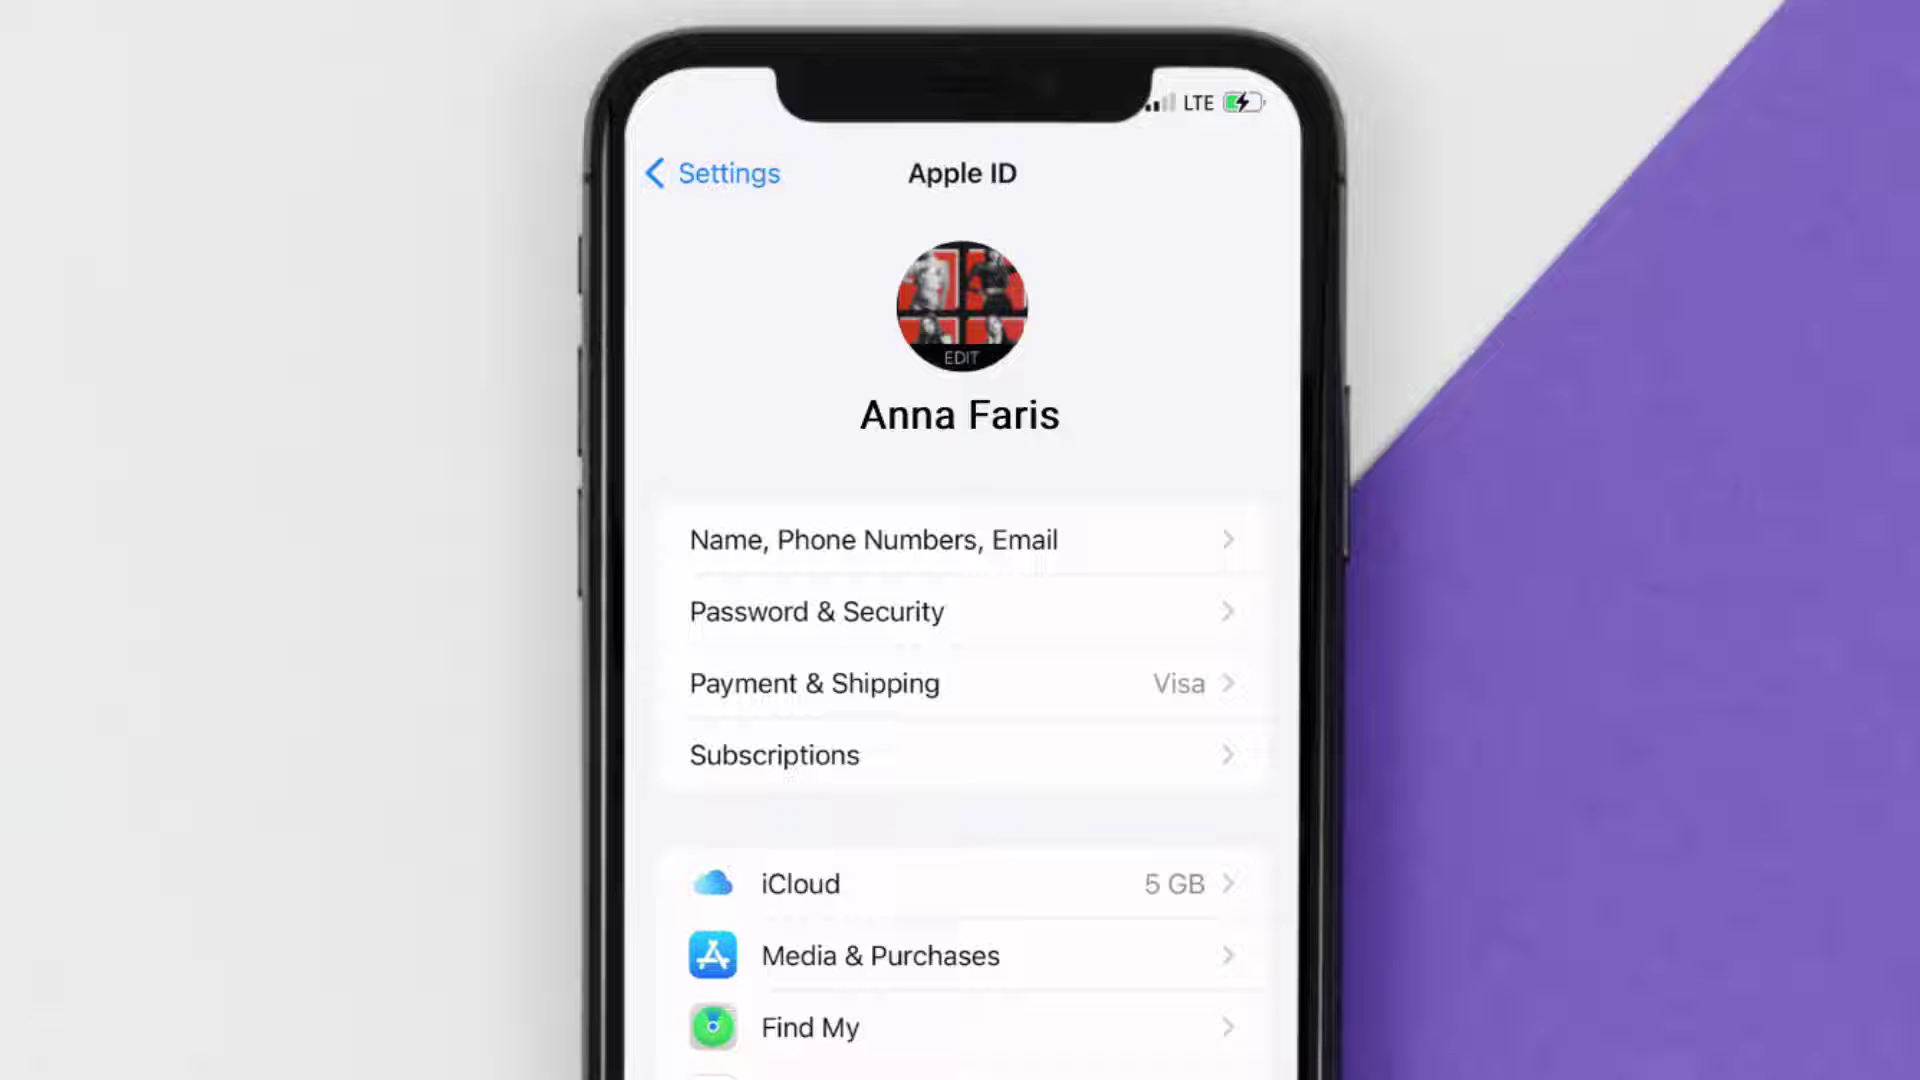 LTE
Settings
Apple ID
EDIT
Anna Faris
Name, Phone Numbers, Email
Password & Security
Payment & Shipping Visa
Subscriptions
iCloud 5 GB
Media & Purchases
Find My